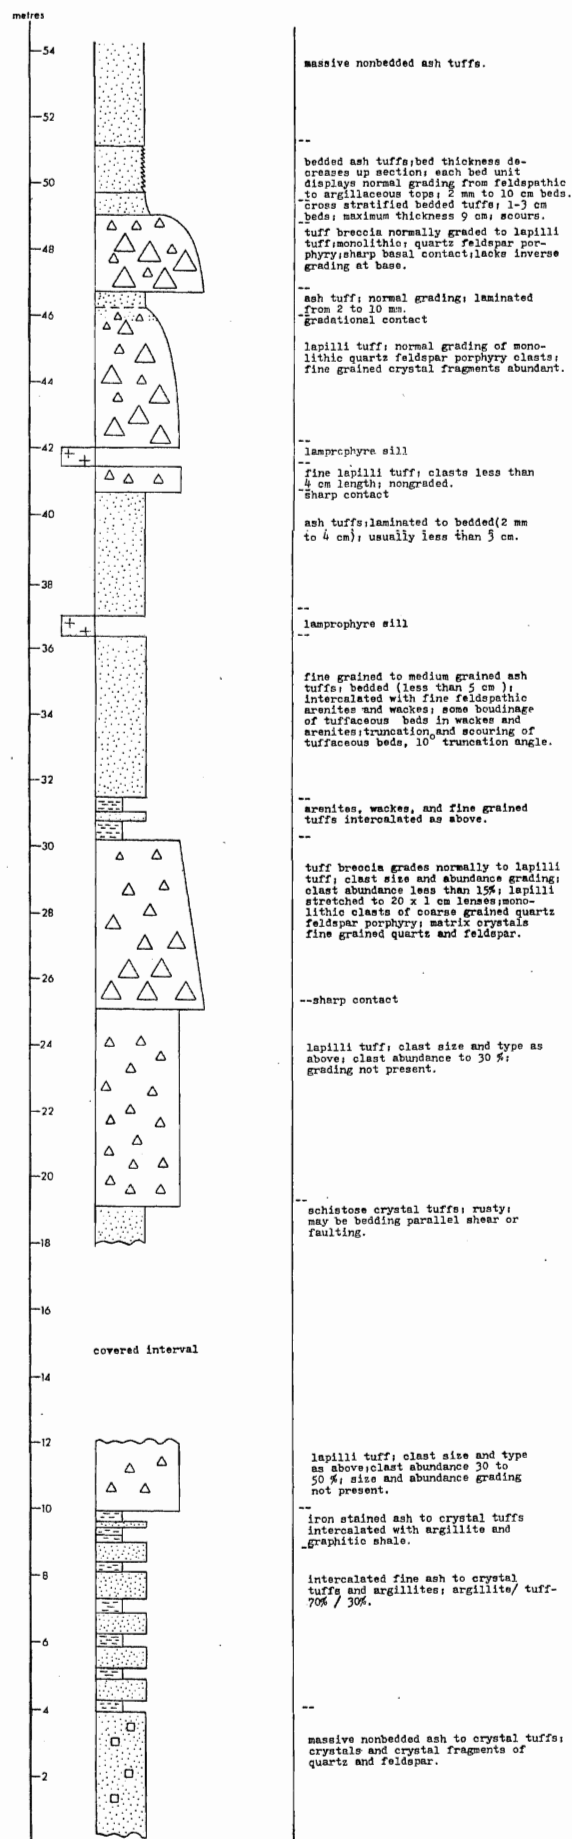 metres
54
massive nonbedded ash tuffs.
52
--
bedded ash tuffs;bed thickness de-
creases up section; each bed unit
displays normal grading from feldspathic
to argillaceous tops; 2 mm to 10 cm beds.
50
cross stratified bedded tuffs; 1-3 cm
beds; maximum thickness 9 cm; scours.
tuff breccia normally graded to lapilli
tuff;monolithic; quartz feldspar por-
phyry;sharp basal contact;lacks inverse
grading at base.
48
--
ash tuff; normal grading; laminated
from 2 to 10 mm.
gradational contact
46
lapilli tuff; normal grading of mono-
lithic quartz feldspar porphyry clasts;
fine grained crystal fragments abundant.
44
--
42
lamprophyre sill
--
fine lapilli tuff; clasts less than
4 cm length; nongraded.
sharp contact
40
ash tuffs;laminated to bedded(2 mm
to 4 cm); usually less than 3 cm.
38
--
lamprophyre sill
--
36
fine grained to medium grained ash
tuffs; bedded (less than 5 cm );
intercalated with fine feldspathic
arenites and wackes; some boudinage
of tuffaceous beds in wackes and
arenites;truncation and scouring of
tuffaceous beds, 10° truncation angle.
34
32
--
arenites, wackes, and fine grained
tuffs intercalated as above.
--
30
tuff breccia grades normally to lapilli
tuff; clast size and abundance grading;
clast abundance less than 15%; lapilli
stretched to 20 x 1 cm lenses;mono-
lithic clasts of coarse grained quartz
feldspar porphyry; matrix crystals
fine grained quartz and feldspar.
28
26
--sharp contact
24
lapilli tuff; clast size and type as
above; clast abundance to 30 %;
grading not present.
22
20
--
schistose crystal tuffs; rusty;
may be bedding parallel shear or
faulting.
18
16
covered interval
14
12
lapilli tuff; clast size and type
as above;clast abundance 30 to
50 %; size and abundance grading
not present.
10
--
iron stained ash to crystal tuffs
intercalated with argillite and
graphitic shale.
8
intercalated fine ash to crystal
tuffs and argillites; argillite/ tuff-
70% / 30%.
6
4
--
massive nonbedded ash to crystal tuffs;
crystals and crystal fragments of
quartz and feldspar.
2